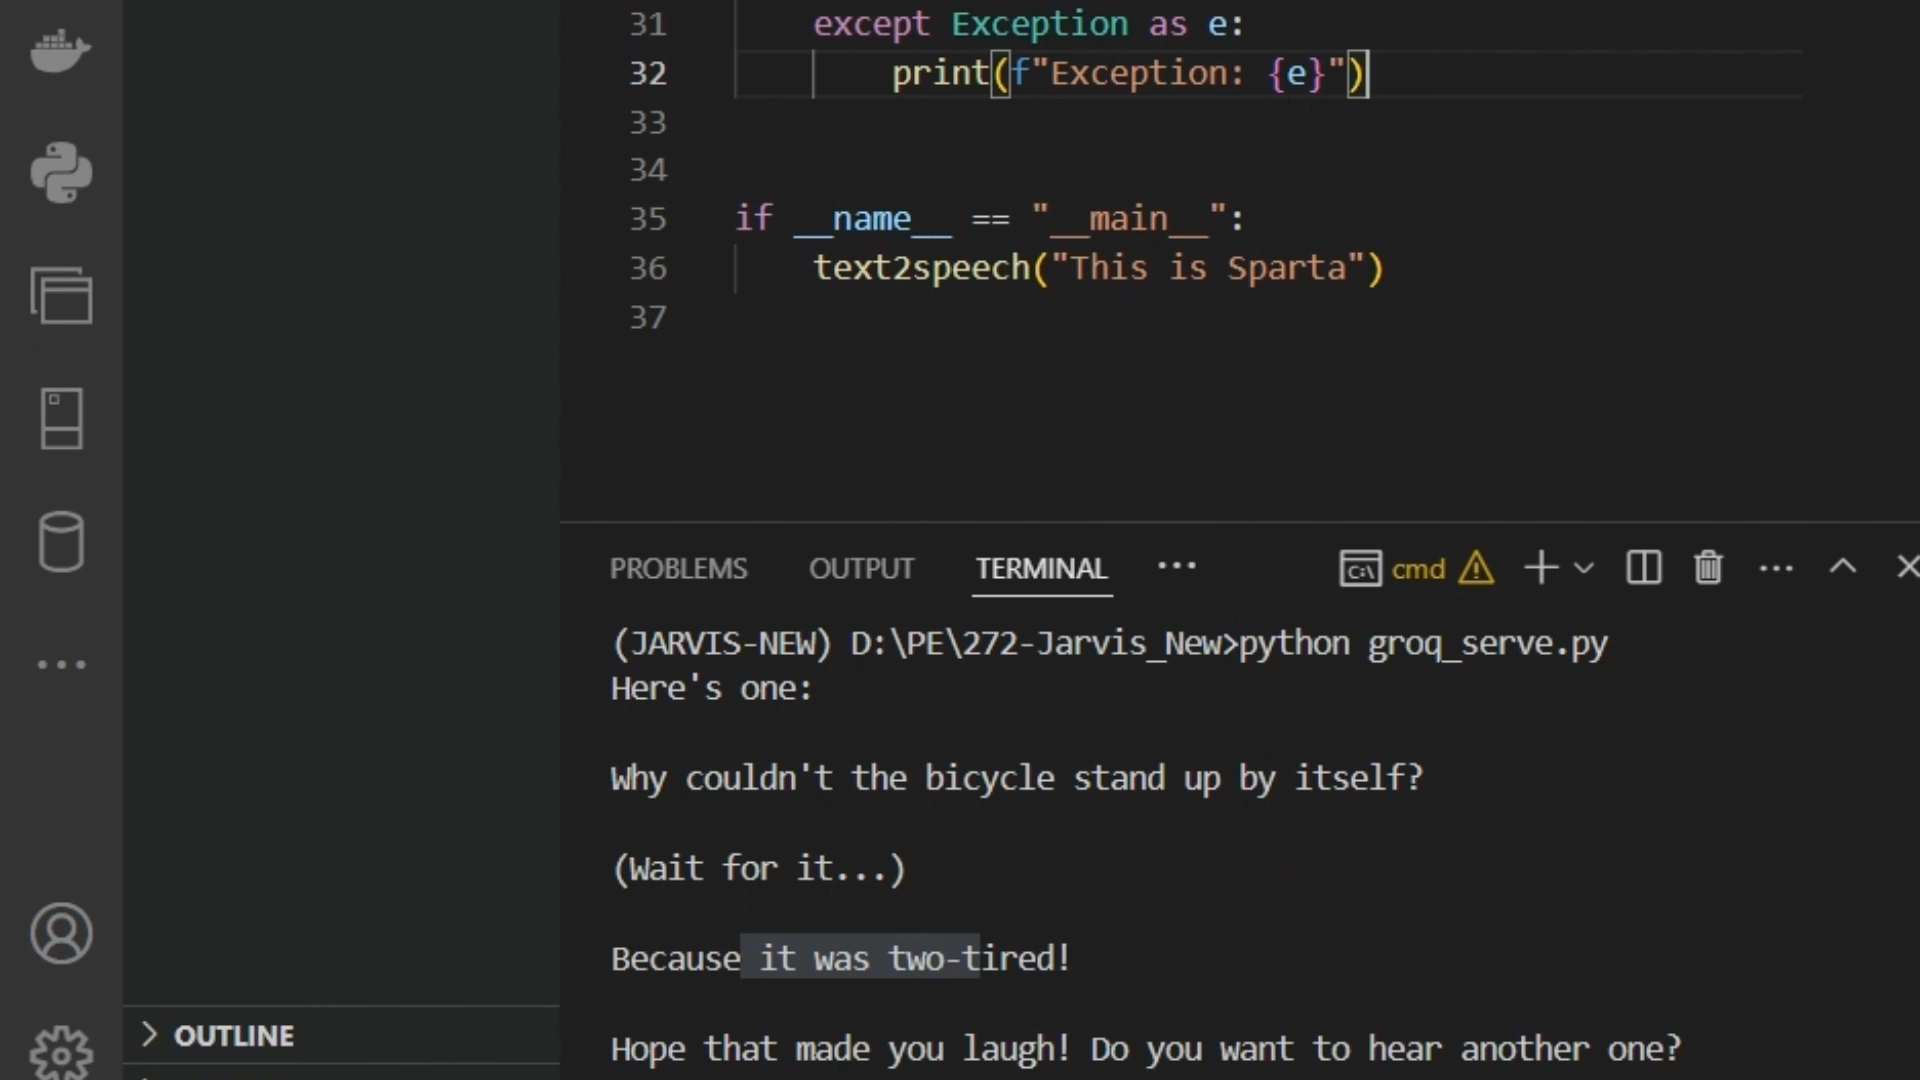 31 except Exception as e:
32 print(f"Exception: {e}")
33
34
35 if __name__ == "__main__":
36 text2speech("This is Sparta")
37
PROBLEMS OUTPUT TERMINAL ... cmd
(JARVIS-NEW) D:\PE\272-Jarvis_New>python groq_serve.py
Here's one:
Why couldn't the bicycle stand up by itself?
(Wait for it...)
Because it was two-tired!
Hope that made you laugh! Do you want to hear another one?
OUTLINE